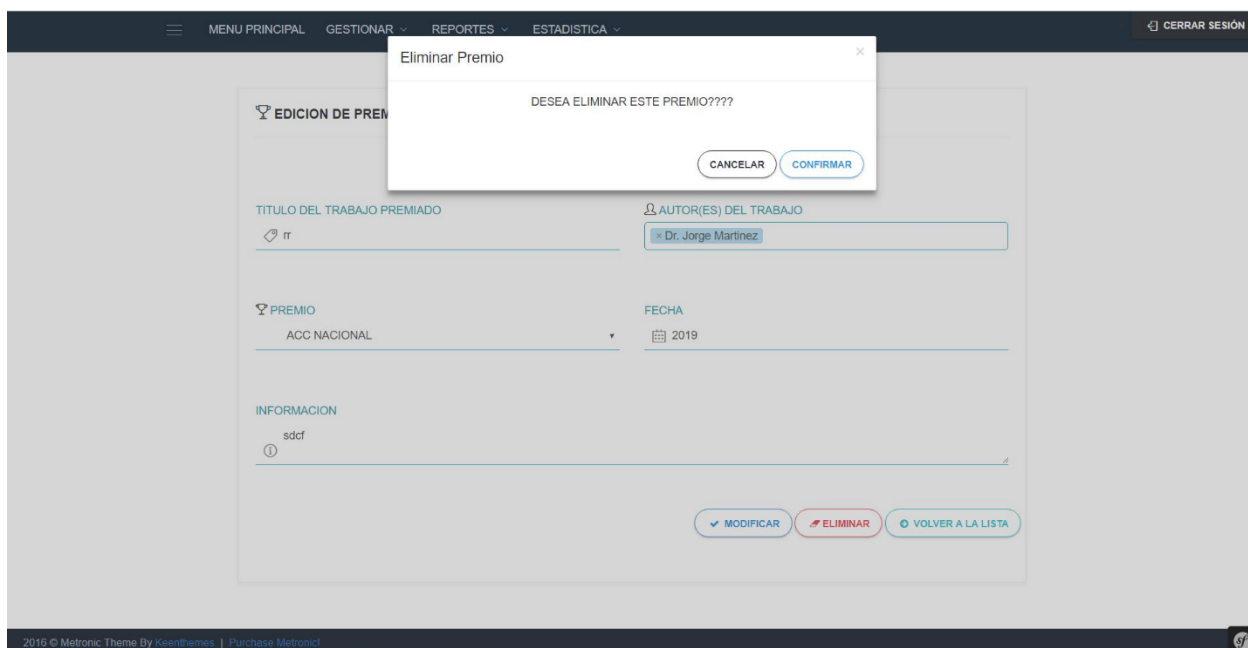 MENU PRINCIPAL GESTIONAR REPORTES ESTADISTICA CERRAR SESIÓN
Eliminar Premio
DESEA ELIMINAR ESTE PREMIO????
EDICION DE PREM
CANCELAR CONFIRMAR
TITULO DEL TRABAJO PREMIADO AUTOR(ES) DEL TRABAJO
× Dr. Jorge Martinez
PREMIO FECHA
ACC NACIONAL 2019
INFORMACION
sdcf
MODIFICAR ELIMINAR VOLVER A LA LISTA
2016 © Metronic Theme By Keenthemes | Purchase Metronic!
sf